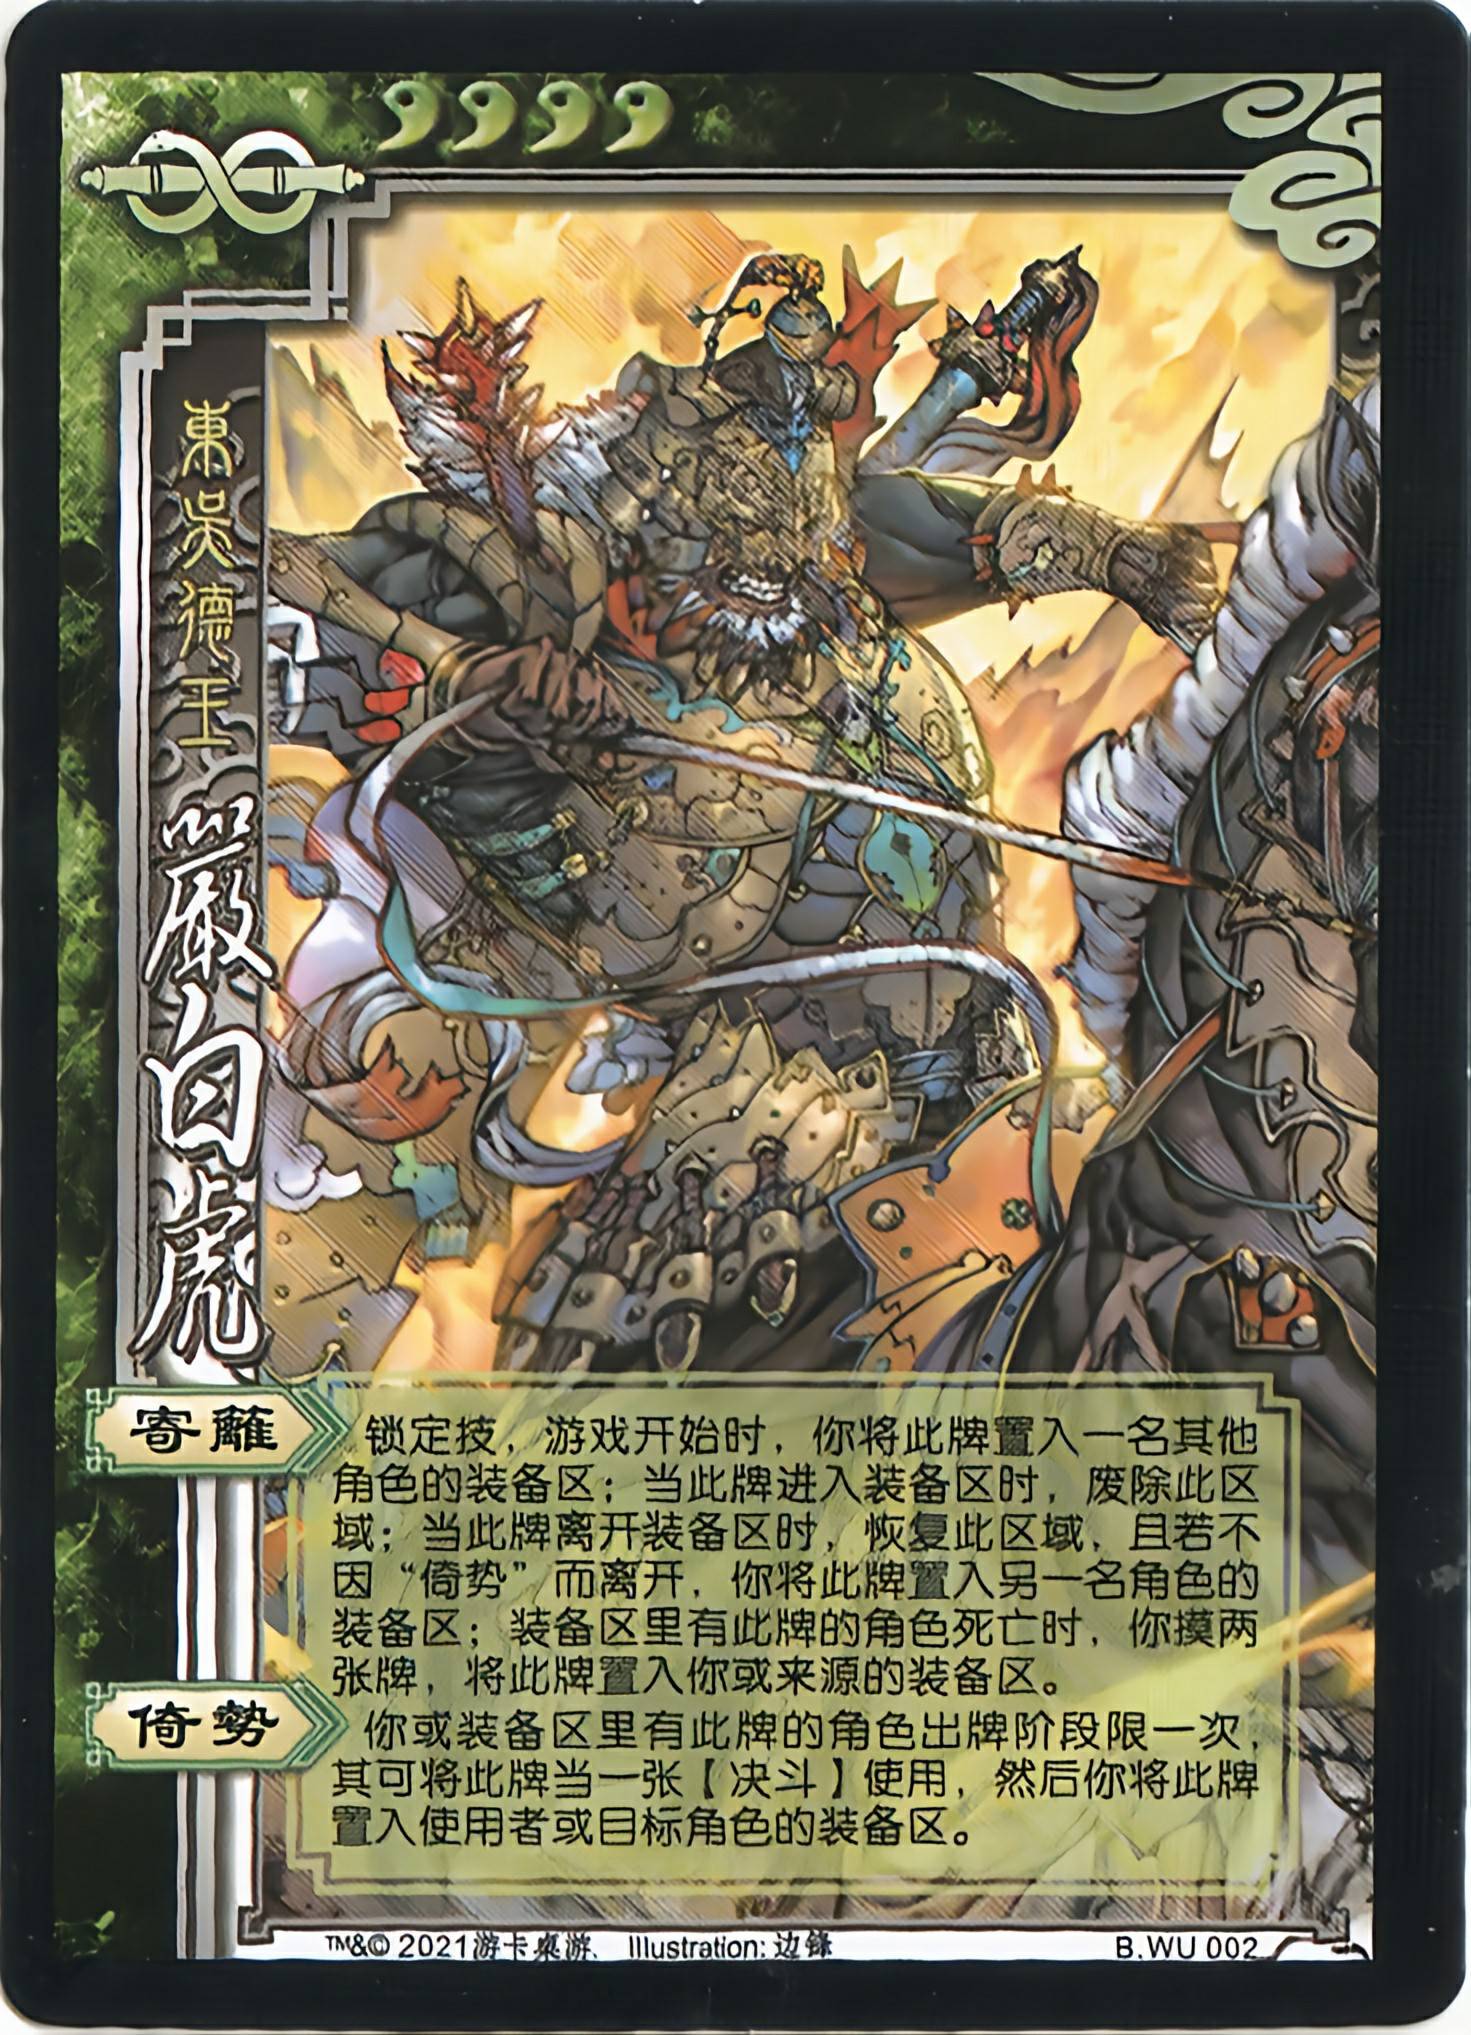 東吳德王
嚴白虎
寄籬
锁定技，游戏开始时，你将此牌置入一名其他
角色的装备区；当此牌进入装备区时，废除此区
域；当此牌离开装备区时，恢复此区域，且若不
因“倚势”而离开，你将此牌置入另一名角色的
装备区；装备区里有此牌的角色死亡时，你摸两
张牌，将此牌置入你或来源的装备区。
倚勢
你或装备区里有此牌的角色出牌阶段限一次，
其可将此牌当一张【决斗】使用，然后你将此牌
置入使用者或目标角色的装备区。
™&© 2021游卡桌游. Illustration: 边锋
B.WU 002